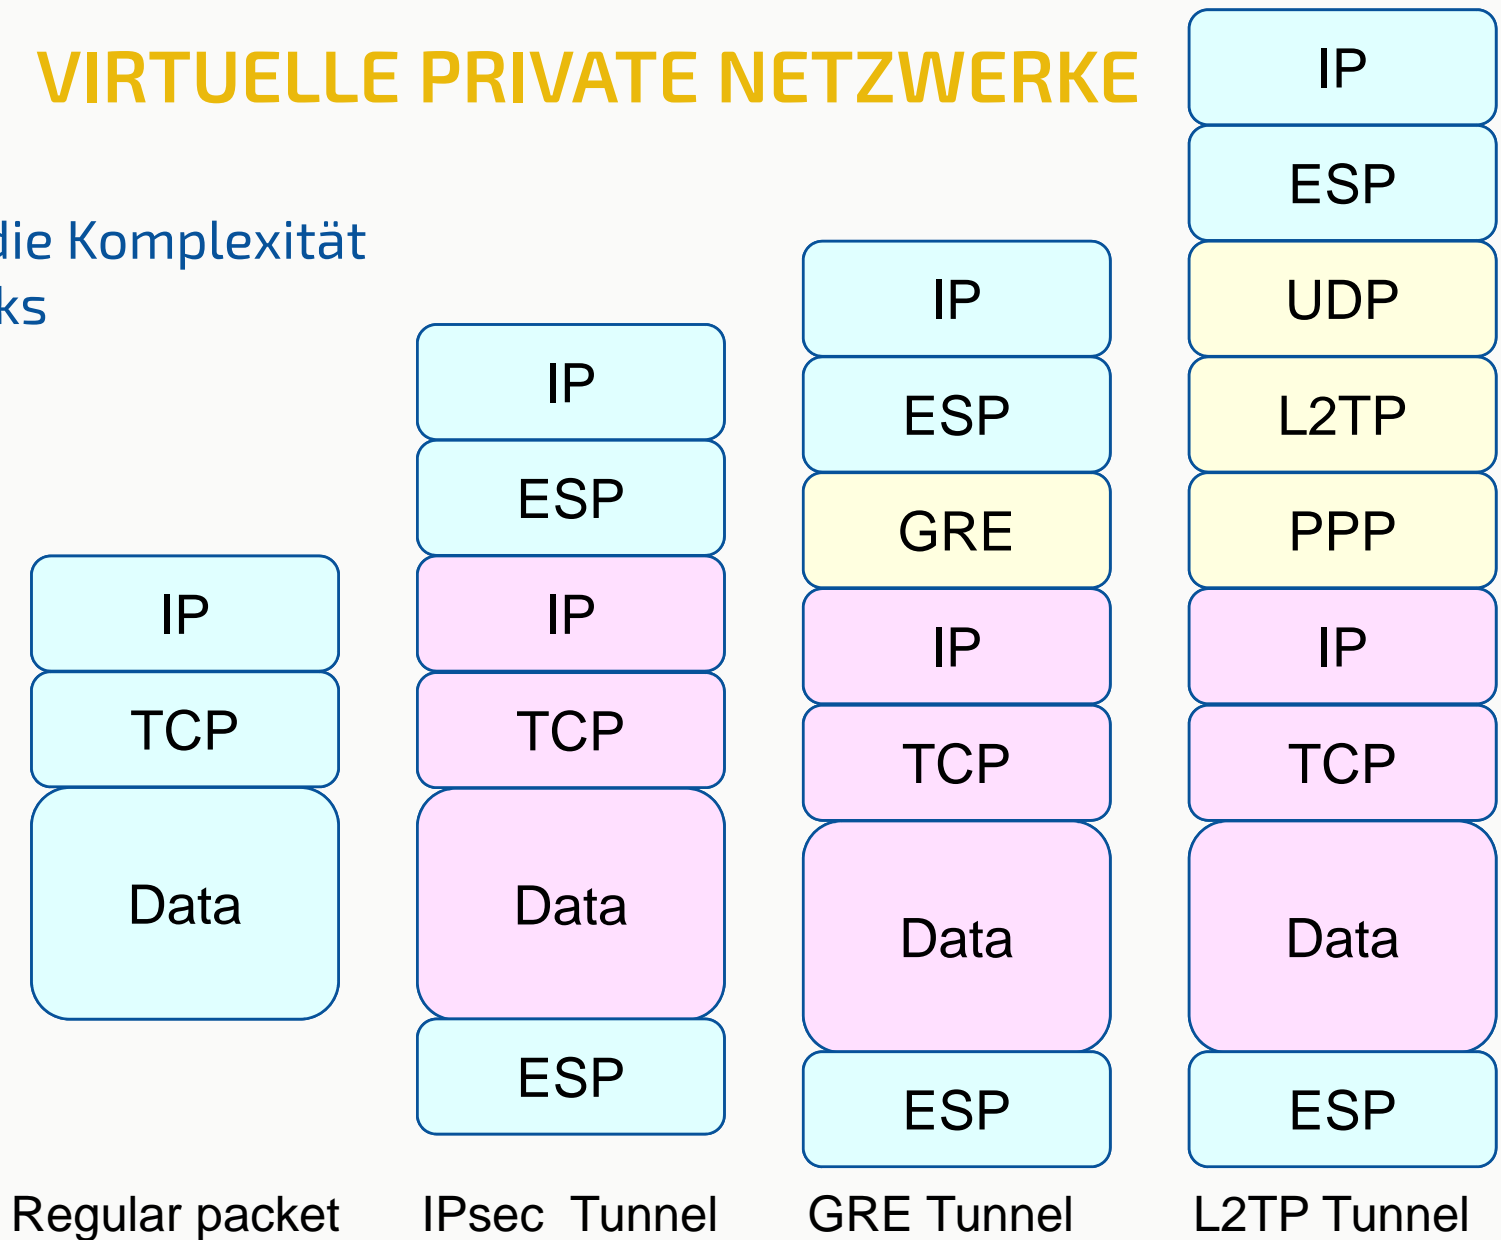 VIRTUELLE PRIVATE NETZWERKE
die Komplexität
ks
IP
TCP
Data
Regular packet
IP
ESP
IP
TCP
Data
ESP
IPsec Tunnel
IP
ESP
GRE
IP
TCP
Data
ESP
GRE Tunnel
IP
ESP
UDP
L2TP
PPP
IP
TCP
Data
ESP
L2TP Tunnel